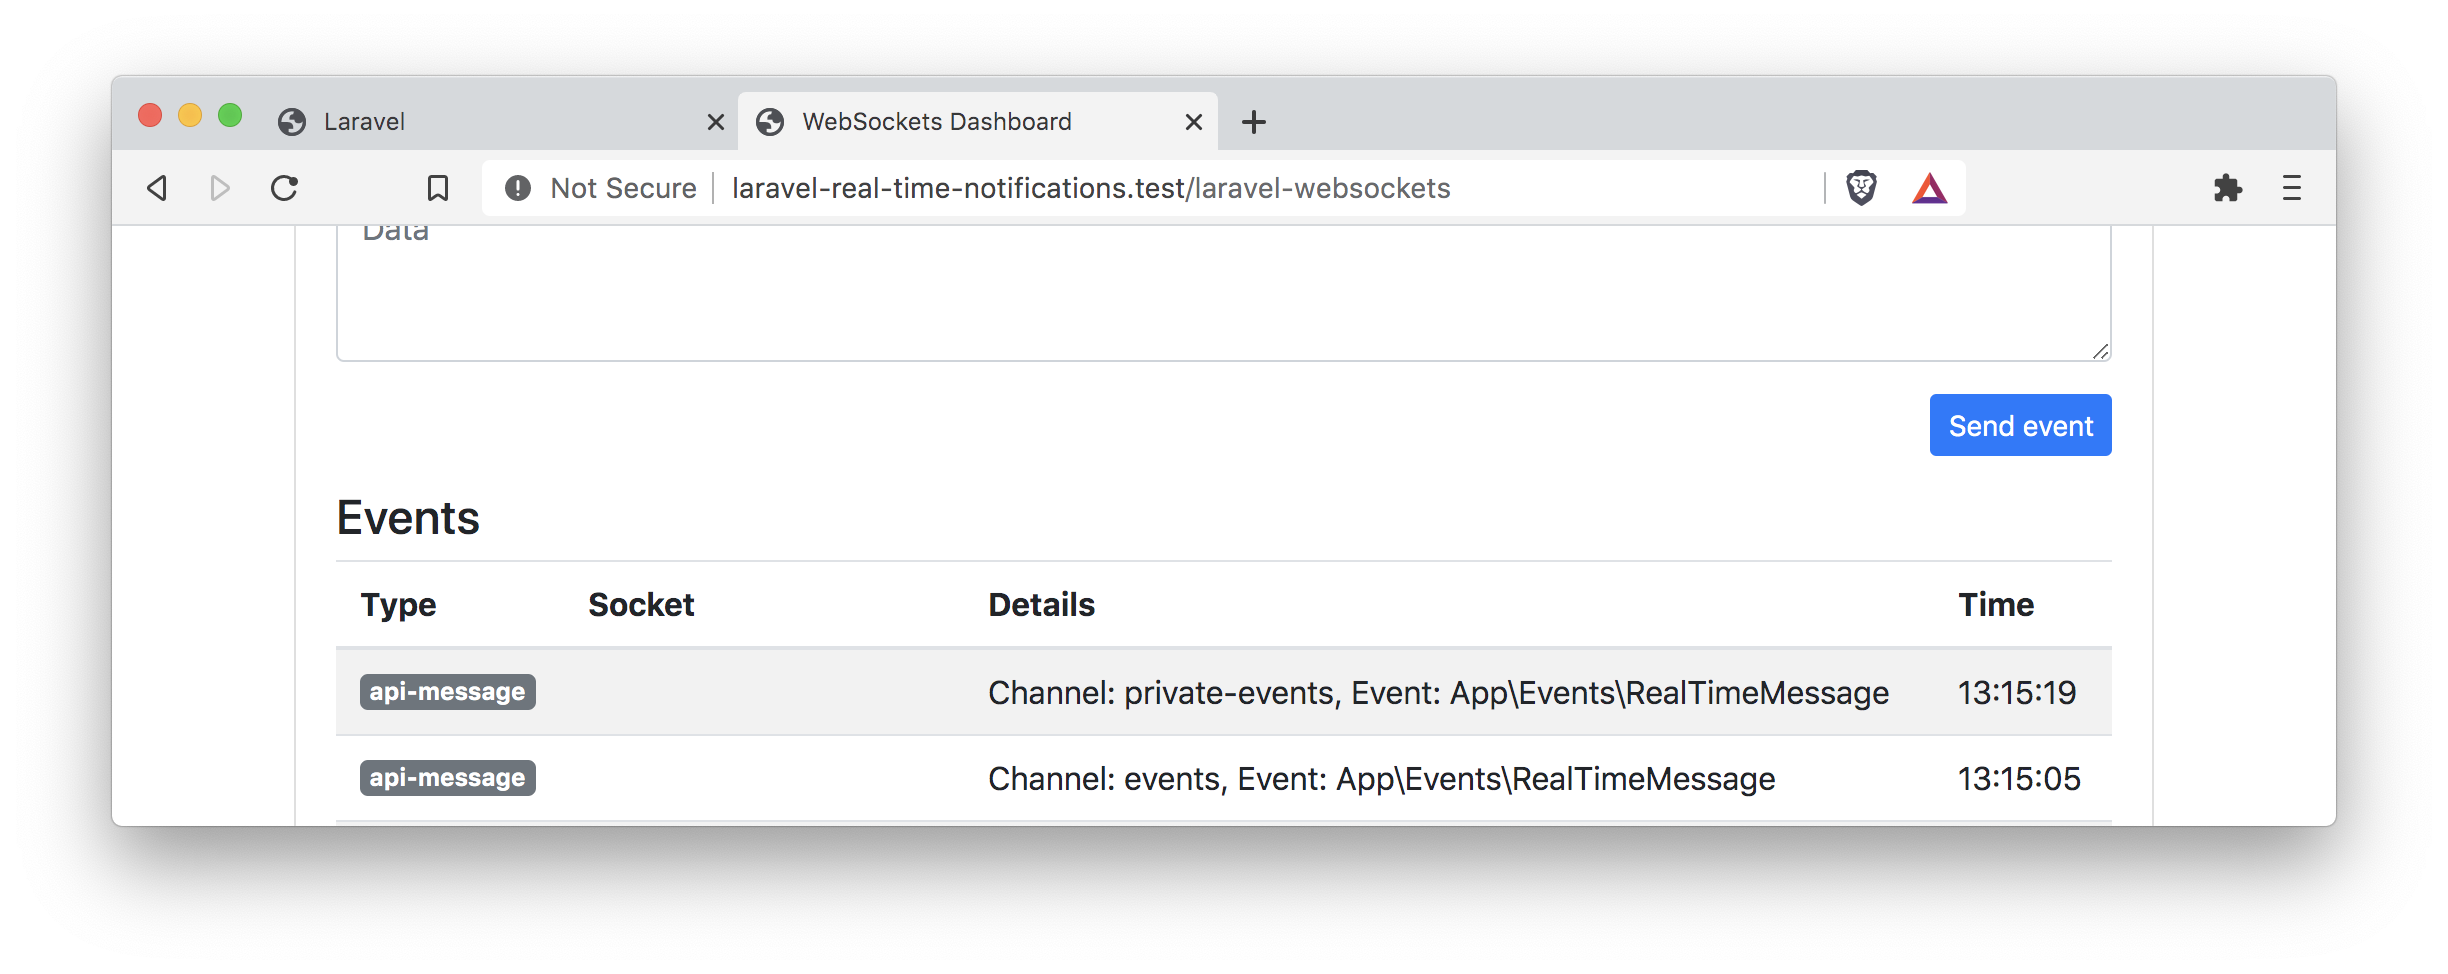 Laravel
WebSockets Dashboard
Not Secure
laravel-real-time-notifications.test/laravel-websockets
Data
Send event
Events
Type Socket Details Time
api-message Channel: private-events, Event: App\Events\RealTimeMessage 13:15:19
api-message Channel: events, Event: App\Events\RealTimeMessage 13:15:05